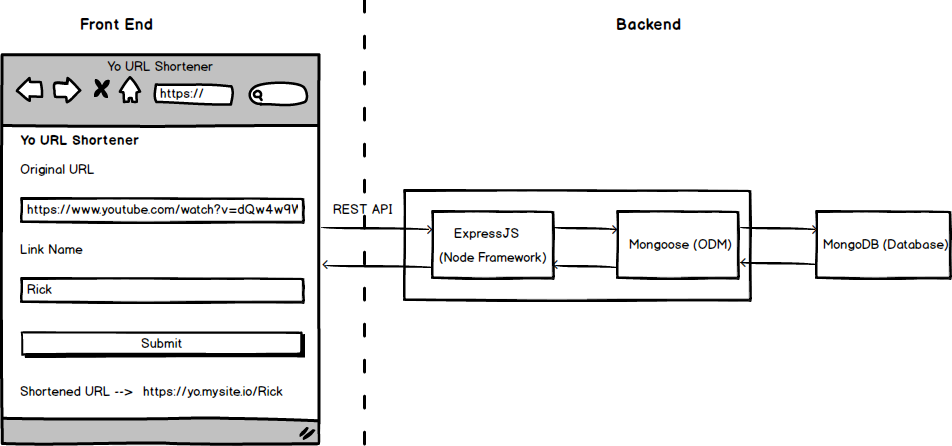 Front End
Backend
Yo URL Shortener
https://
Yo URL Shortener
Original URL
https://www.youtube.com/watch?v=dQw4w9W
Link Name
Rick
Submit
Shortened URL --> https://yo.mysite.io/Rick
REST API
ExpressJS
(Node Framework)
Mongoose (ODM)
MongoDB (Database)